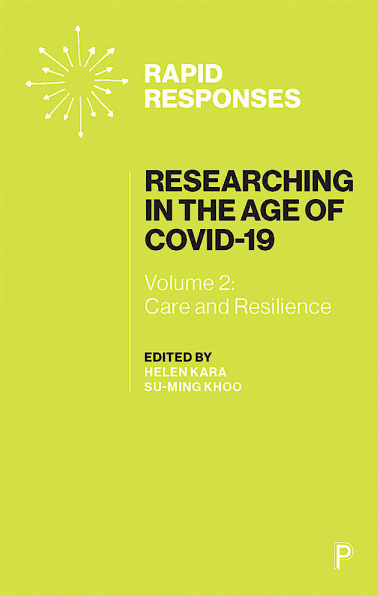 RAPID
RESPONSES
RESEARCHING
IN THE AGE OF
COVID-19
Volume 2:
Care and Resilience
EDITED BY
HELEN KARA
SU-MING KHOO
P